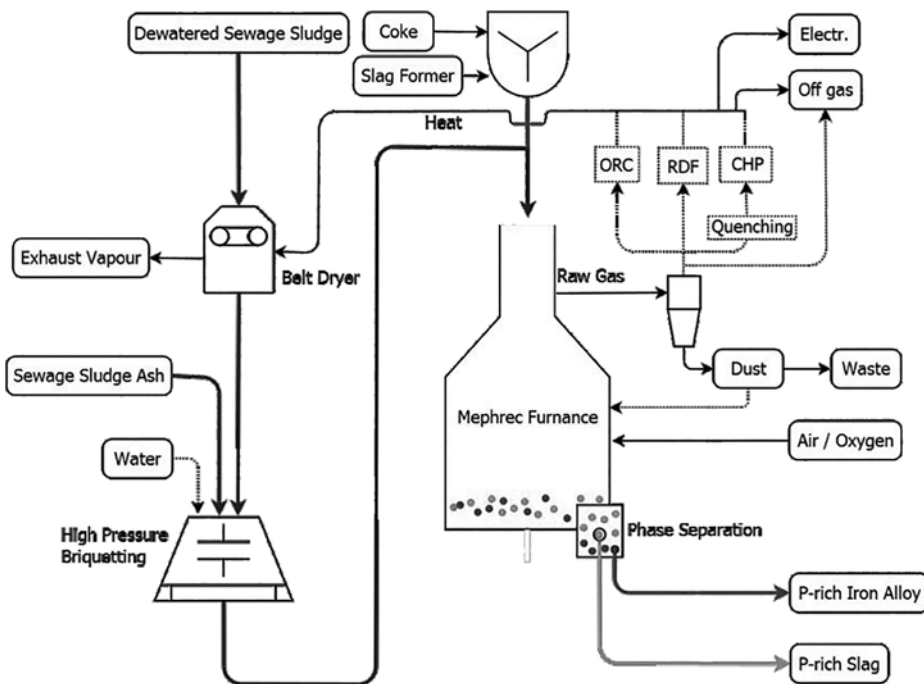 Dewatered Sewage Sludge
Coke
Slag Former
Electr.
Off gas
Heat
ORC
RDF
CHP
Quenching
Exhaust Vapour
Belt Dryer
Raw Gas
Sewage Sludge Ash
Dust
Waste
Mephrec Furnance
Air / Oxygen
Water
High Pressure
Briquetting
Phase Separation
P-rich Iron Alloy
P-rich Slag